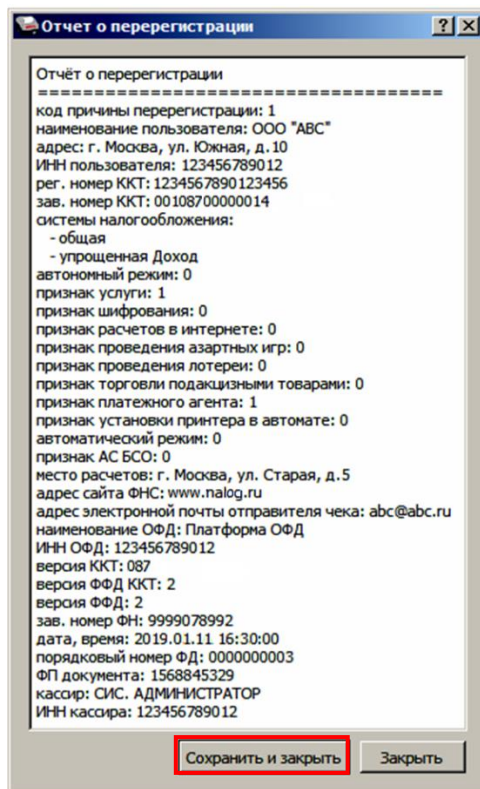 Отчет о перерегистрации
Отчёт о перерегистрации
=====================================
код причины перерегистрации: 1
наименование пользователя: ООО "АВС"
адрес: г. Москва, ул. Южная, д.10
ИНН пользователя: 123456789012
рег. номер ККТ: 1234567890123456
зав. номер ККТ: 00108700000014
системы налогообложения:
- общая
- упрощенная Доход
автономный режим: 0
признак услуги: 1
признак шифрования: 0
признак расчетов в интернете: 0
признак проведения азартных игр: 0
признак проведения лотереи: 0
признак торговли подакцизными товарами: 0
признак платежного агента: 1
признак установки принтера в автомате: 0
автоматический режим: 0
признак АС БСО: 0
место расчетов: г. Москва, ул. Старая, д.5
адрес сайта ФНС: www.nalog.ru
адрес электронной почты отправителя чека: abc@abc.ru
наименование ОФД: Платформа ОФД
ИНН ОФД: 123456789012
версия ККТ: 087
версия ФФД ККТ: 2
версия ФФД: 2
зав. номер ФН: 9999078992
дата, время: 2019.01.11 16:30:00
порядковый номер ФД: 0000000003
ФП документа: 1568845329
кассир: СИС. АДМИНИСТРАТОР
ИНН кассира: 123456789012
Сохранить и закрыть Закрыть